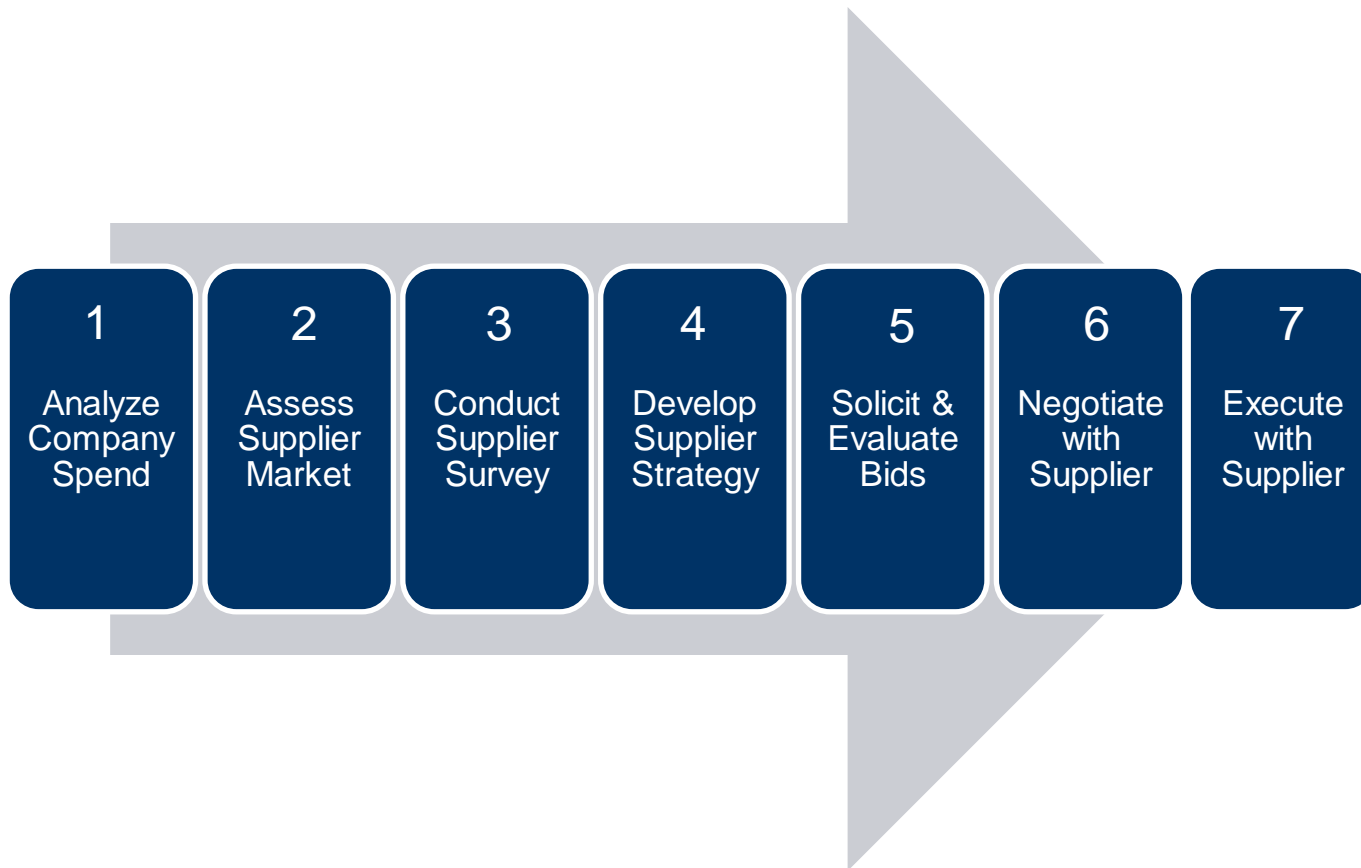 1
Analyze
Company
Spend
2
Assess
Supplier
Market
3
Conduct
Supplier
Survey
4
Develop
Supplier
Strategy
5
Solicit &
Evaluate
Bids
6
Negotiate
with
Supplier
7
Execute
with
Supplier